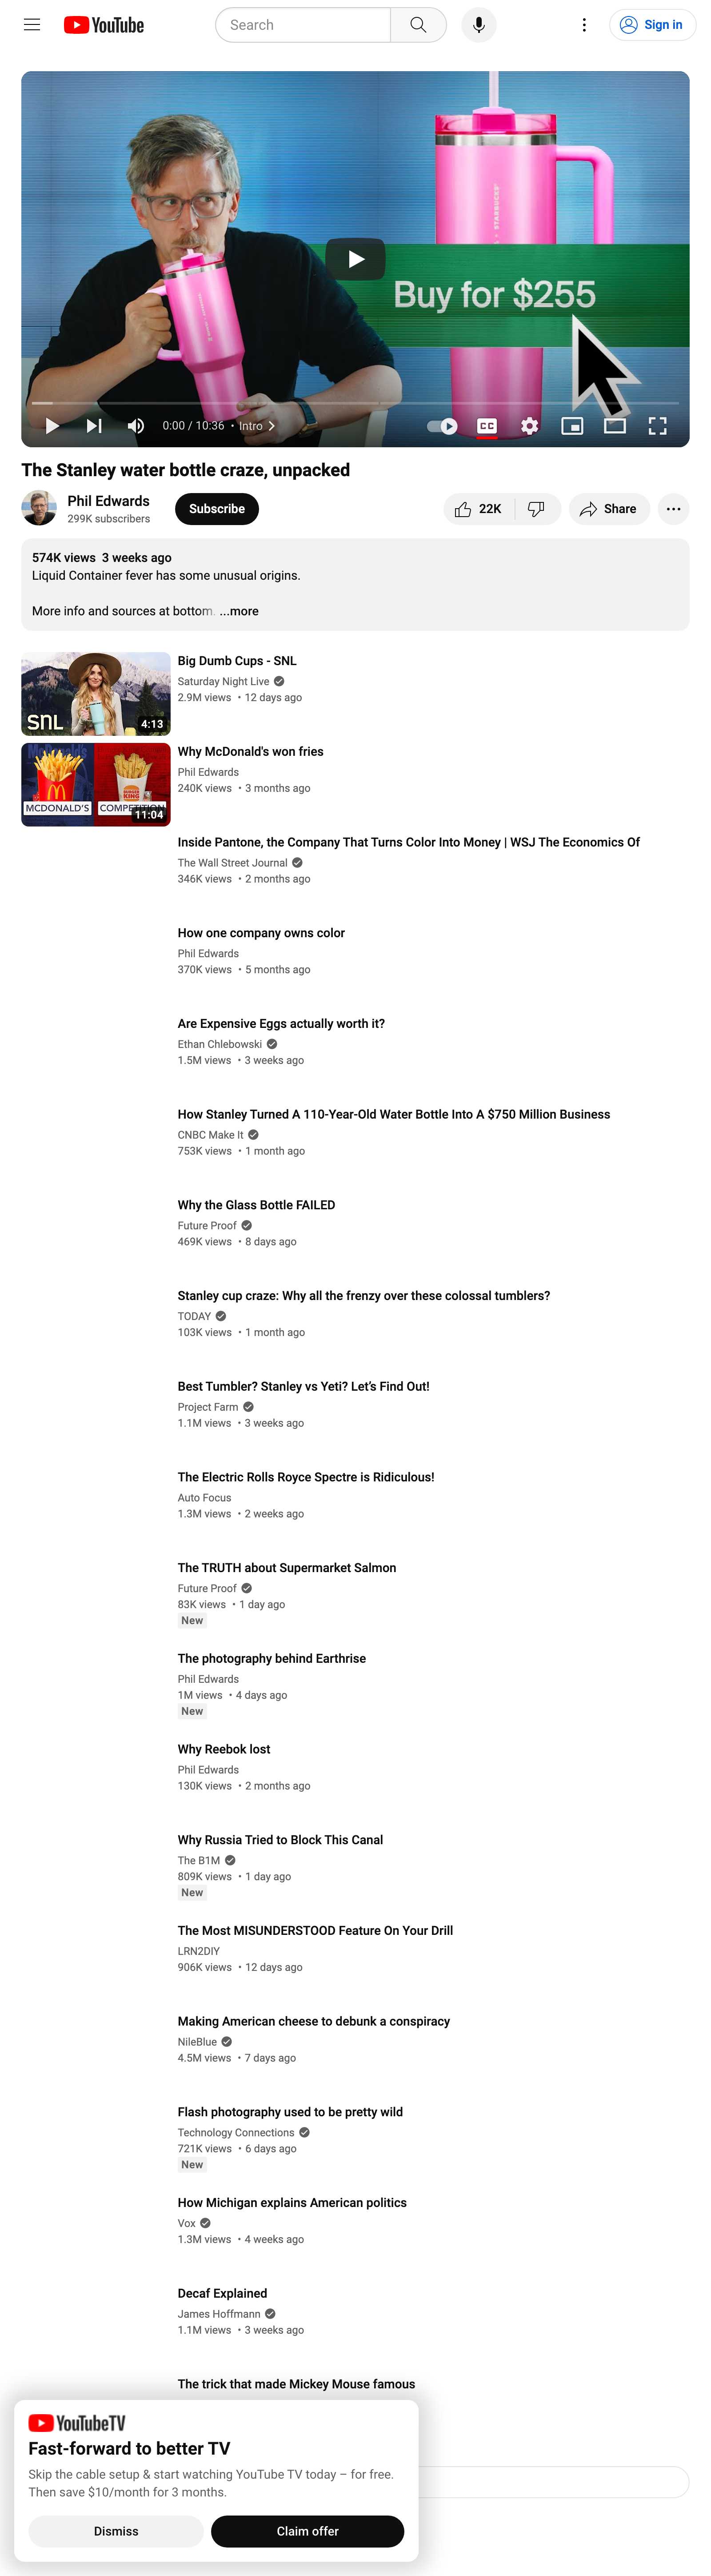 YouTube
Search
Sign in
STARBUCKS
Buy for $255
0:00 / 10:36 • Intro
CC
The Stanley water bottle craze, unpacked
Phil Edwards
299K subscribers
Subscribe
22K
Share
574K views 3 weeks ago
Liquid Container fever has some unusual origins.
More info and sources at bottom. ...more
SNL
4:13
Big Dumb Cups - SNL
Saturday Night Live
2.9M views • 12 days ago
McDonald's
MCDONALD'S
BURGER KING
COMPETITION
11:04
Why McDonald's won fries
Phil Edwards
240K views • 3 months ago
Inside Pantone, the Company That Turns Color Into Money | WSJ The Economics Of
The Wall Street Journal
346K views • 2 months ago
How one company owns color
Phil Edwards
370K views • 5 months ago
Are Expensive Eggs actually worth it?
Ethan Chlebowski
1.5M views • 3 weeks ago
How Stanley Turned A 110-Year-Old Water Bottle Into A $750 Million Business
CNBC Make It
753K views • 1 month ago
Why the Glass Bottle FAILED
Future Proof
469K views • 8 days ago
Stanley cup craze: Why all the frenzy over these colossal tumblers?
TODAY
103K views • 1 month ago
Best Tumbler? Stanley vs Yeti? Let's Find Out!
Project Farm
1.1M views • 3 weeks ago
The Electric Rolls Royce Spectre is Ridiculous!
Auto Focus
1.3M views • 2 weeks ago
The TRUTH about Supermarket Salmon
Future Proof
83K views • 1 day ago
New
The photography behind Earthrise
Phil Edwards
1M views • 4 days ago
New
Why Reebok lost
Phil Edwards
130K views • 2 months ago
Why Russia Tried to Block This Canal
The B1M
809K views • 1 day ago
New
The Most MISUNDERSTOOD Feature On Your Drill
LRN2DIY
906K views • 12 days ago
Making American cheese to debunk a conspiracy
NileBlue
4.5M views • 7 days ago
Flash photography used to be pretty wild
Technology Connections
721K views • 6 days ago
New
How Michigan explains American politics
Vox
1.3M views • 4 weeks ago
Decaf Explained
James Hoffmann
1.1M views • 3 weeks ago
The trick that made Mickey Mouse famous
YouTubeTV
Fast-forward to better TV
Skip the cable setup & start watching YouTube TV today – for free.
Then save $10/month for 3 months.
Dismiss
Claim offer